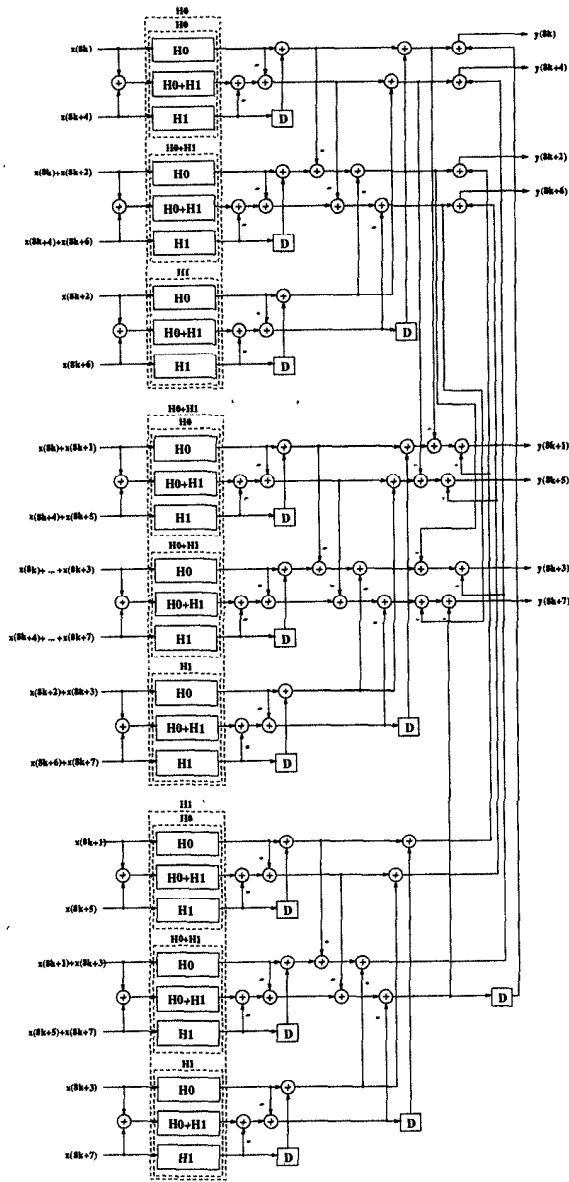 H0
H0
x(8k)
H0
y(8k)
H0+H1
y(8k+4)
x(8k+4)
H1
D
H0+H1
x(8k)+x(8k+2)
H0
y(8k+2)
H0+H1
y(8k+6)
x(8k+4)+x(8k+6)
H1
D
x(8k+2)
H0
H0+H1
D
x(8k+6)
H1
D
H0+H1
H0
x(8k)+x(8k+1)
H0
y(8k+1)
H0+H1
y(8k+5)
x(8k+4)+x(8k+5)
H1
D
H0+H1
x(8k)+ ... +x(8k+3)
H0
y(8k+3)
H0+H1
y(8k+7)
x(8k+4)+ ... +x(8k+7)
H1
D
H1
x(8k+2)+x(8k+3)
H0
H0+H1
D
x(8k+6)+x(8k+7)
H1
D
H1
H0
x(8k+1)
H0
H0+H1
x(8k+5)
H1
D
H0+H1
x(8k+1)+x(8k+3)
H0
H0+H1
D
x(8k+5)+x(8k+7)
H1
D
H1
x(8k+3)
H0
H0+H1
D
x(8k+7)
H1
D